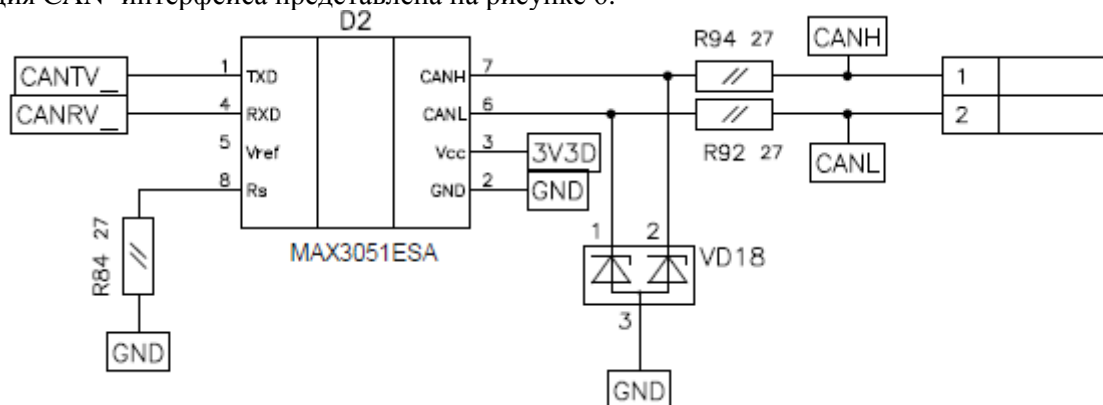 ция CAN- интерфейса представлена на рисунке 6.
D2
R94 27
CANH
CANTV_
1
TXD
CANH
7
1
CANRV_
4
RXD
CANL
6
2
5
Vref
Vcc
3
3V3D
R92 27
CANL
8
Rs
GND
2
GND
MAX3051ESA
R84 27
1
2
VD18
3
GND
GND